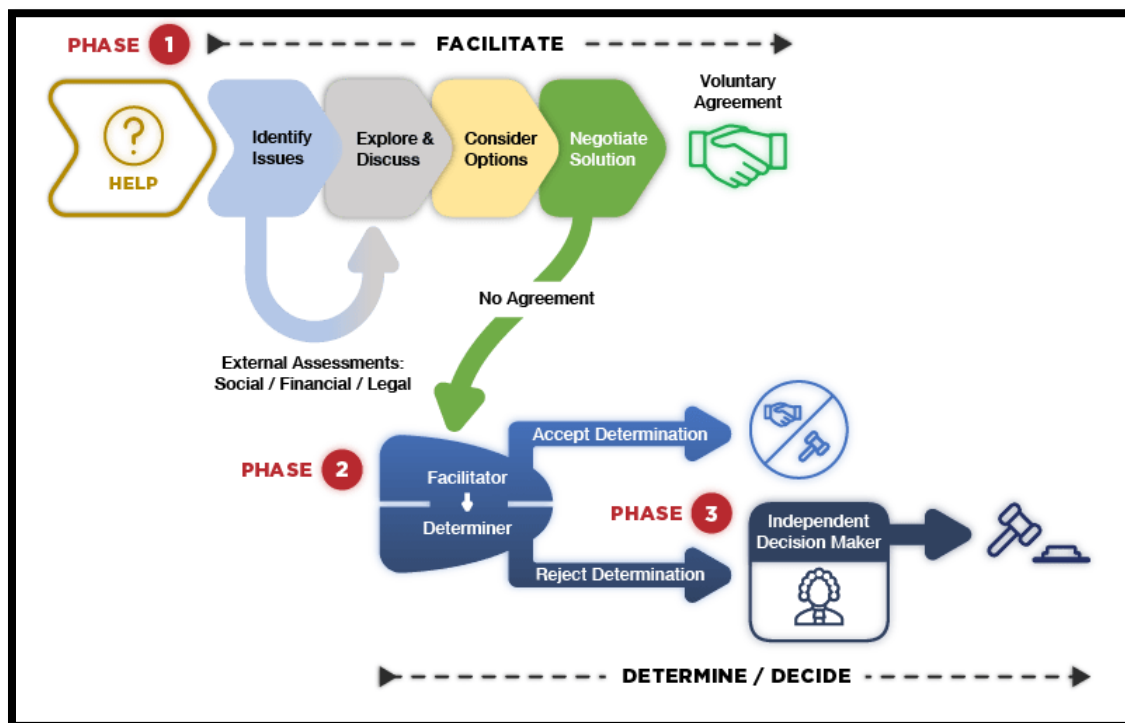 PHASE 1
FACILITATE
?
HELP
Identify
Issues
Explore &
Discuss
Consider
Options
Negotiate
Solution
Voluntary
Agreement
No Agreement
External Assessments:
Social / Financial / Legal
PHASE 2
Facilitator
Determiner
Accept Determination
Reject Determination
PHASE 3
Independent
Decision Maker
DETERMINE / DECIDE